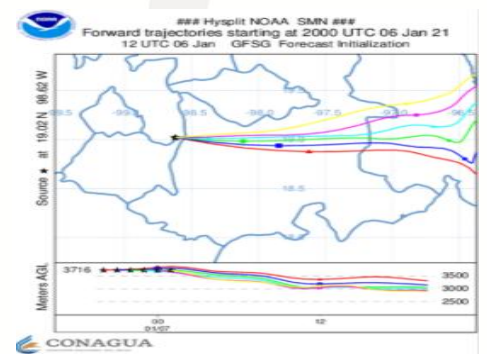 NOAA
### Hysplit NOAA SMN ###
Forward trajectories starting at 2000 UTC 06 Jan 21
12 UTC 06 Jan GFSG Forecast Initialization
Source ★ at 19.02 N 98.62 W
-98.5
-98.0
-97.5
18.5
Meters AGL
3716
3500
3000
2500
00
12
01/07
CONAGUA